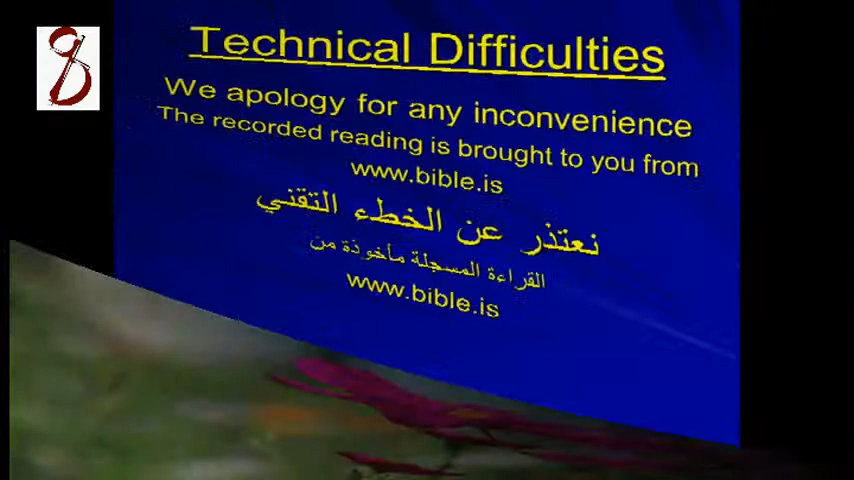 Technical Difficulties
We apology for any inconvenience
The recorded reading is brought to you from
www.bible.is
نعتذر عن الخطء التقني
القراءة المسجلة مأخوذة من
www.bible.is